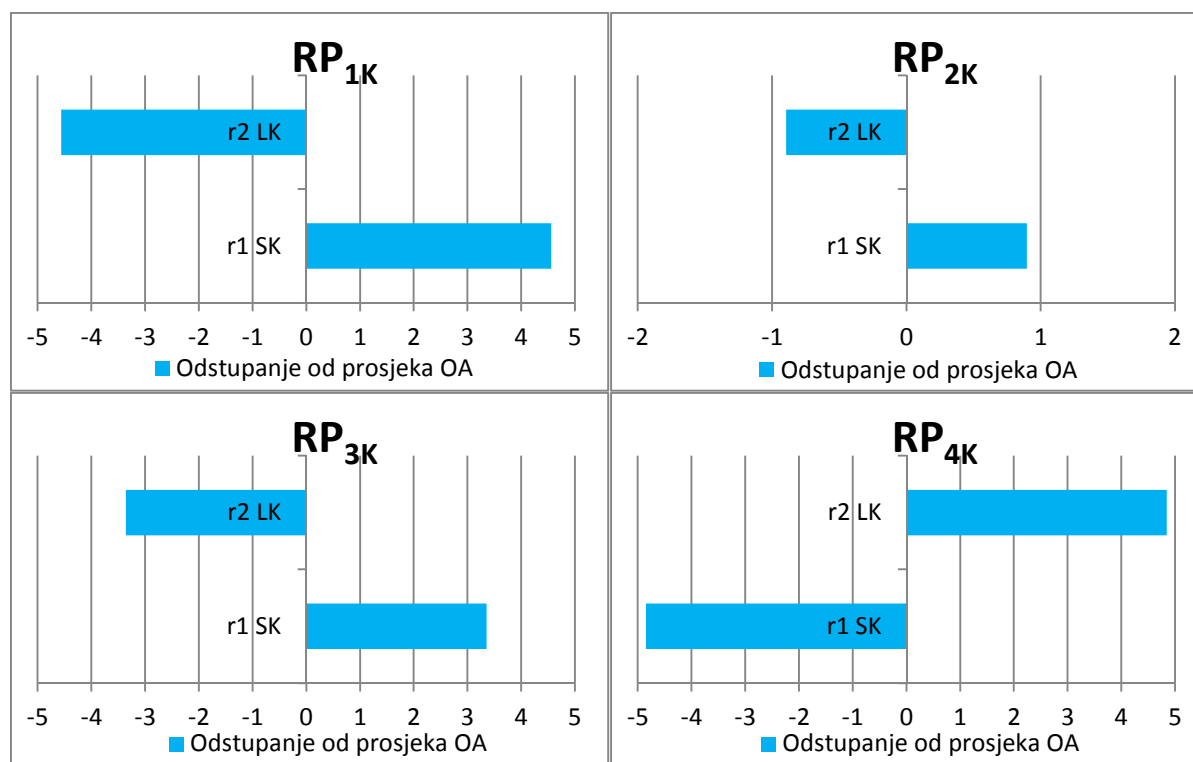 RP1K
r2 LK
r1 SK
-5 -4 -3 -2 -1 0 1 2 3 4 5
Odstupanje od prosjeka OA
RP2K
r2 LK
r1 SK
-2 -1 0 1 2
Odstupanje od prosjeka OA
RP3K
r2 LK
r1 SK
-5 -4 -3 -2 -1 0 1 2 3 4 5
Odstupanje od prosjeka OA
RP4K
r2 LK
r1 SK
-5 -4 -3 -2 -1 0 1 2 3 4 5
Odstupanje od prosjeka OA